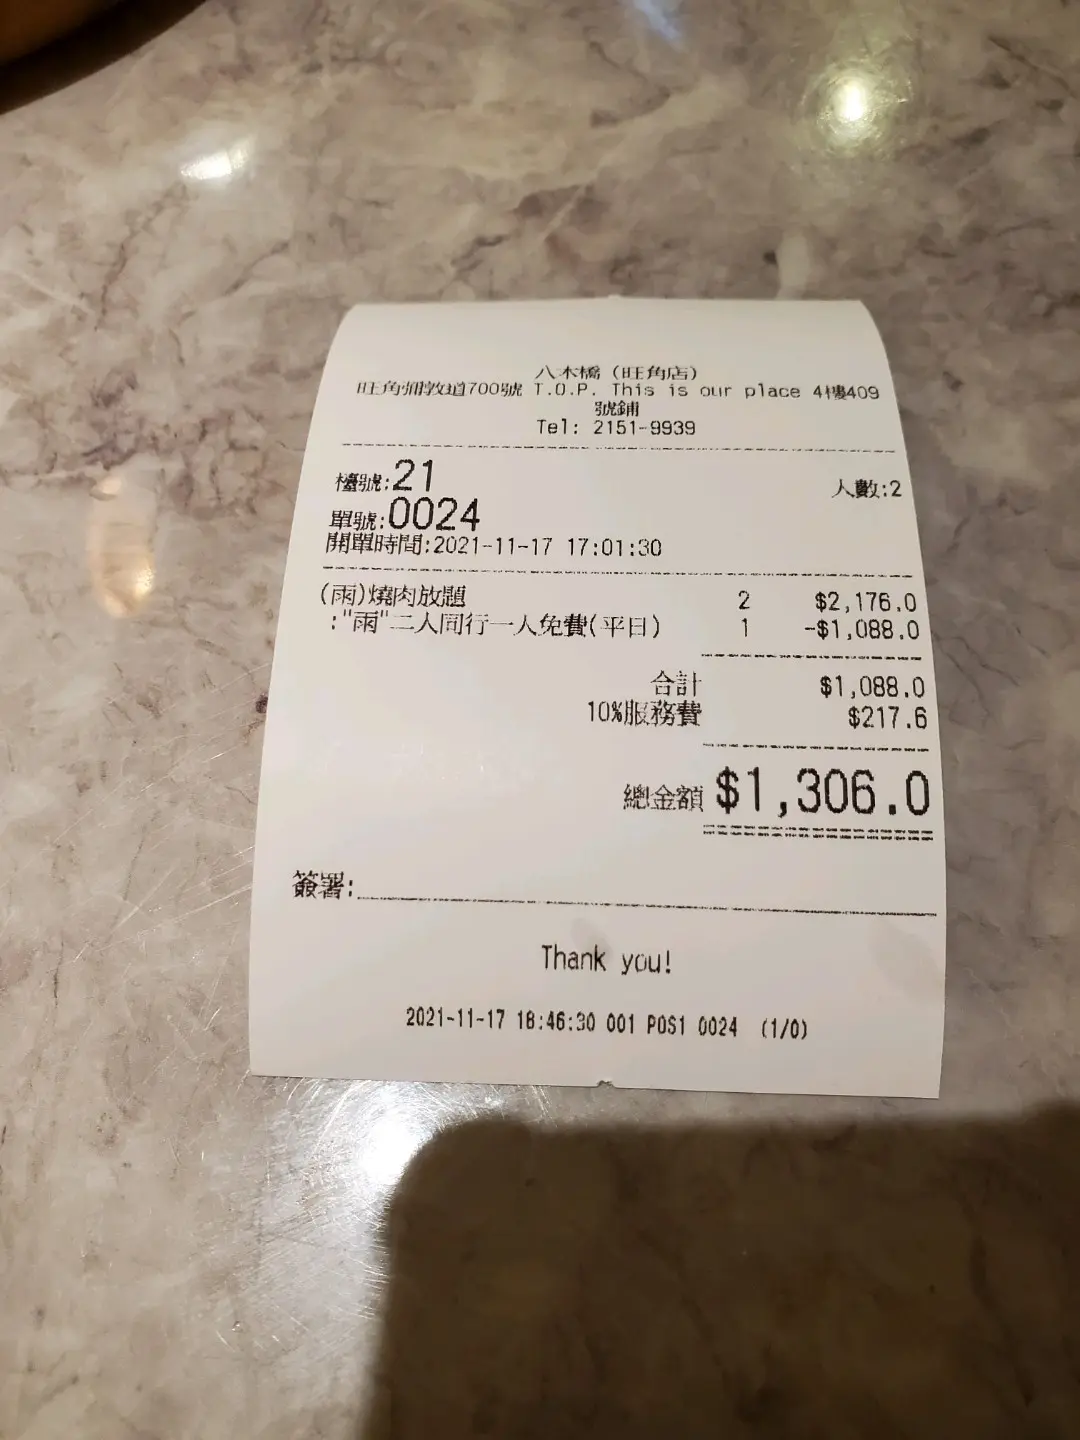 八本橋 (旺角店)
旺角彌敦道700號 T.O.P. This is our place 4樓409
號鋪
Tel: 2151-9939
檯號:21 人數:2
單號:0024
開單時間:2021-11-17 17:01:30
(雨)燒肉放題 2 $2,176.0
:"雨"二人同行一人免費(平日) 1 -$1,088.0
合計 $1,088.0
10%服務費 $217.6
總金額 $1,306.0
簽署:
Thank you!
2021-11-17 18:46:30 001 POS1 0024 (1/0)